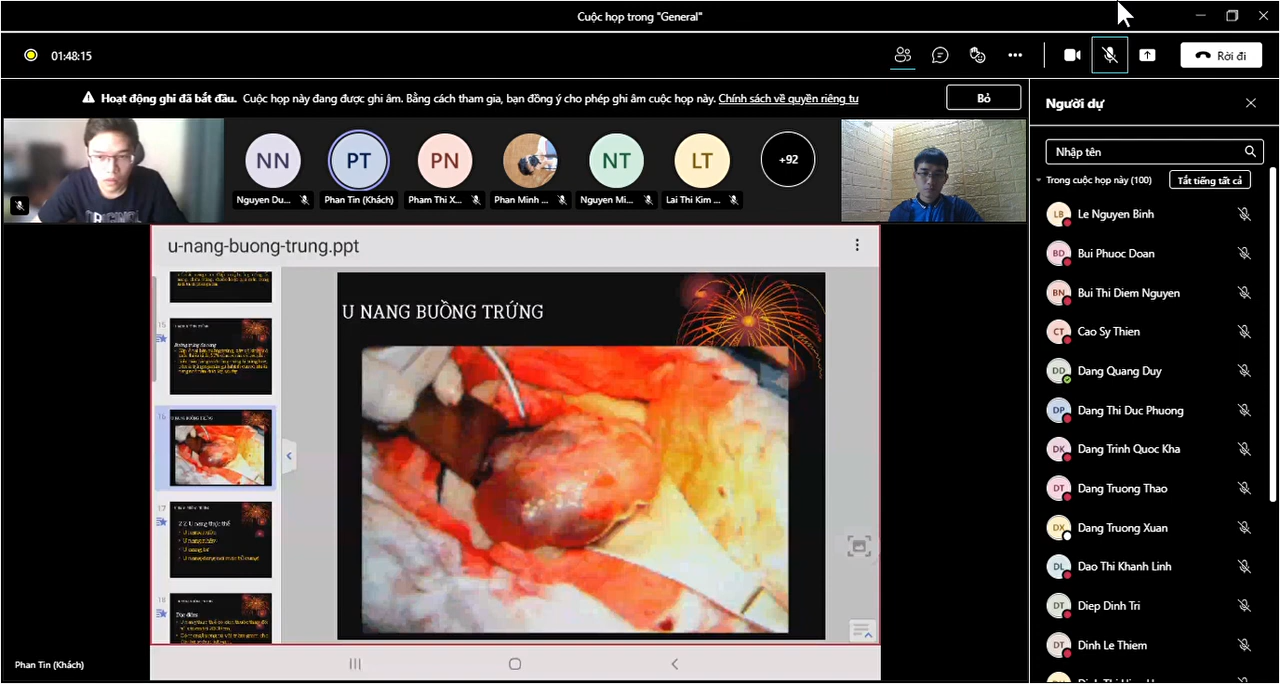 Cuộc họp trong "General"
01:48:15
Rời đi
Hoạt động ghi đã bắt đầu. Cuộc họp này đang được ghi âm. Bằng cách tham gia, bạn đồng ý cho phép ghi âm cuộc họp này. Chính sách về quyền riêng tư
Bỏ
Người dự
NN
PT
PN
NT
LT
+92
Nguyen Du...
Phan Tin (Khách)
Pham Thi X...
Phan Minh ...
Nguyen Mi...
Lai Thi Kim ...
ORIGINAL
Nhập tên
Trong cuộc họp này (100)
Tắt tiếng tất cả
LB Le Nguyen Binh
BD Bui Phuoc Doan
BN Bui Thi Diem Nguyen
CT Cao Sy Thien
DD Dang Quang Duy
DP Dang Thi Duc Phuong
DK Dang Trinh Quoc Kha
DT Dang Truong Thao
DX Dang Truong Xuan
DL Dao Thi Khanh Linh
DT Diep Dinh Tri
DT Dinh Le Thiem
u-nang-buong-trung.ppt
15
16
17
2.2. U nang thực thể
18
U NANG BUỒNG TRỨNG
Phan Tin (Khách)